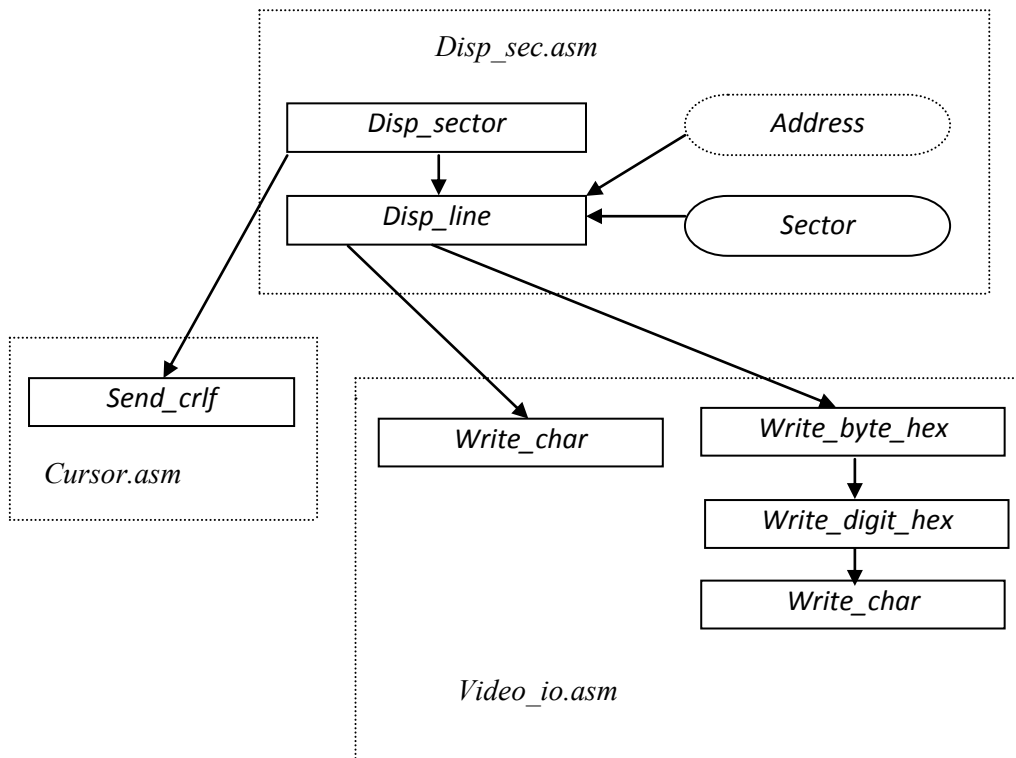 Disp_sec.asm
Disp_sector
Address
Disp_line
Sector
Send_crlf
Cursor.asm
Write_char
Write_byte_hex
Write_digit_hex
Write_char
Video_io.asm